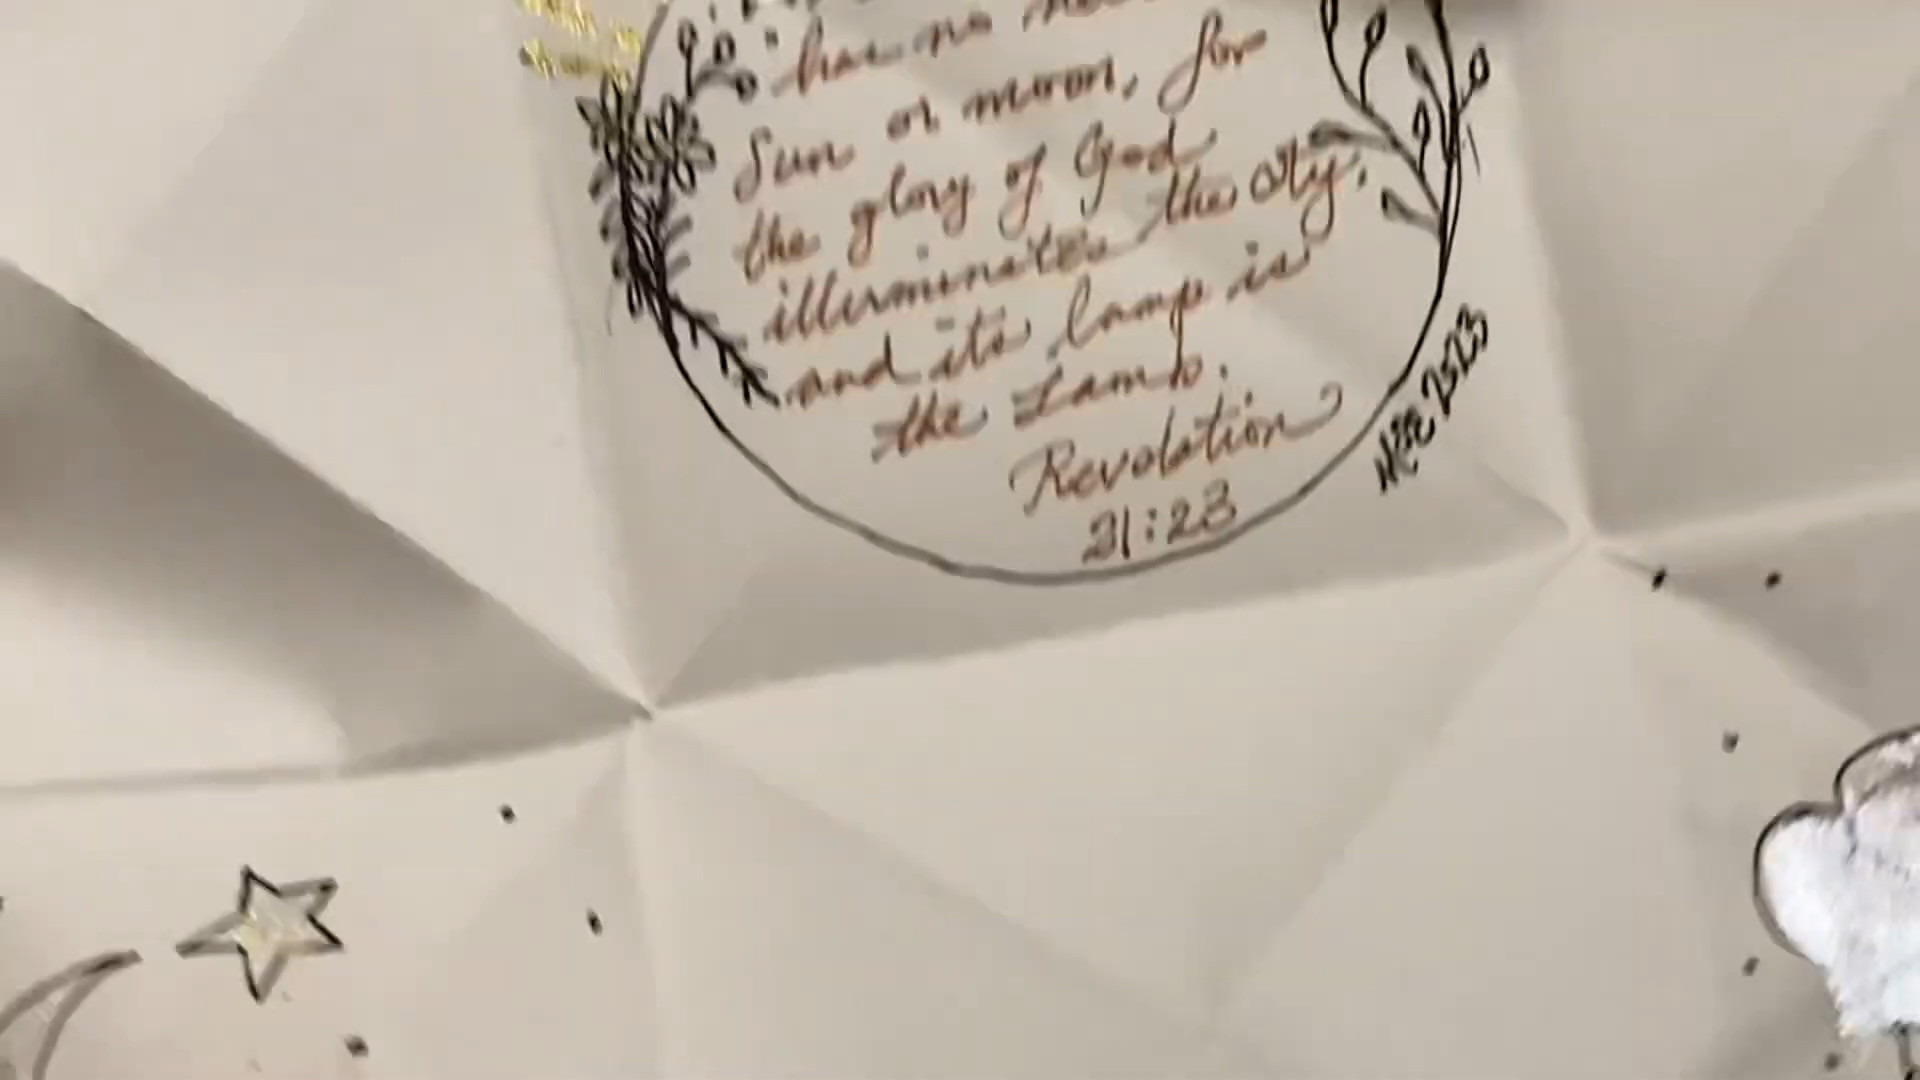 has no
Sun or moon, for
the glory of God
illuminates the city.
and its lamp is
the Lamb.
Revelation
21:23
2023